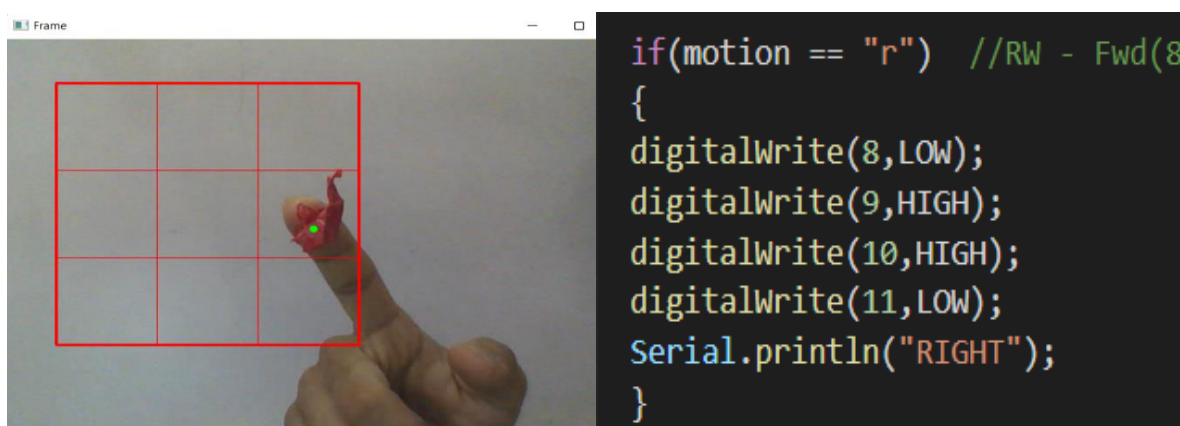 Frame
if(motion == "r")  //RW - Fwd(8
{
digitalWrite(8,LOW);
digitalWrite(9,HIGH);
digitalWrite(10,HIGH);
digitalWrite(11,LOW);
Serial.println("RIGHT");
}